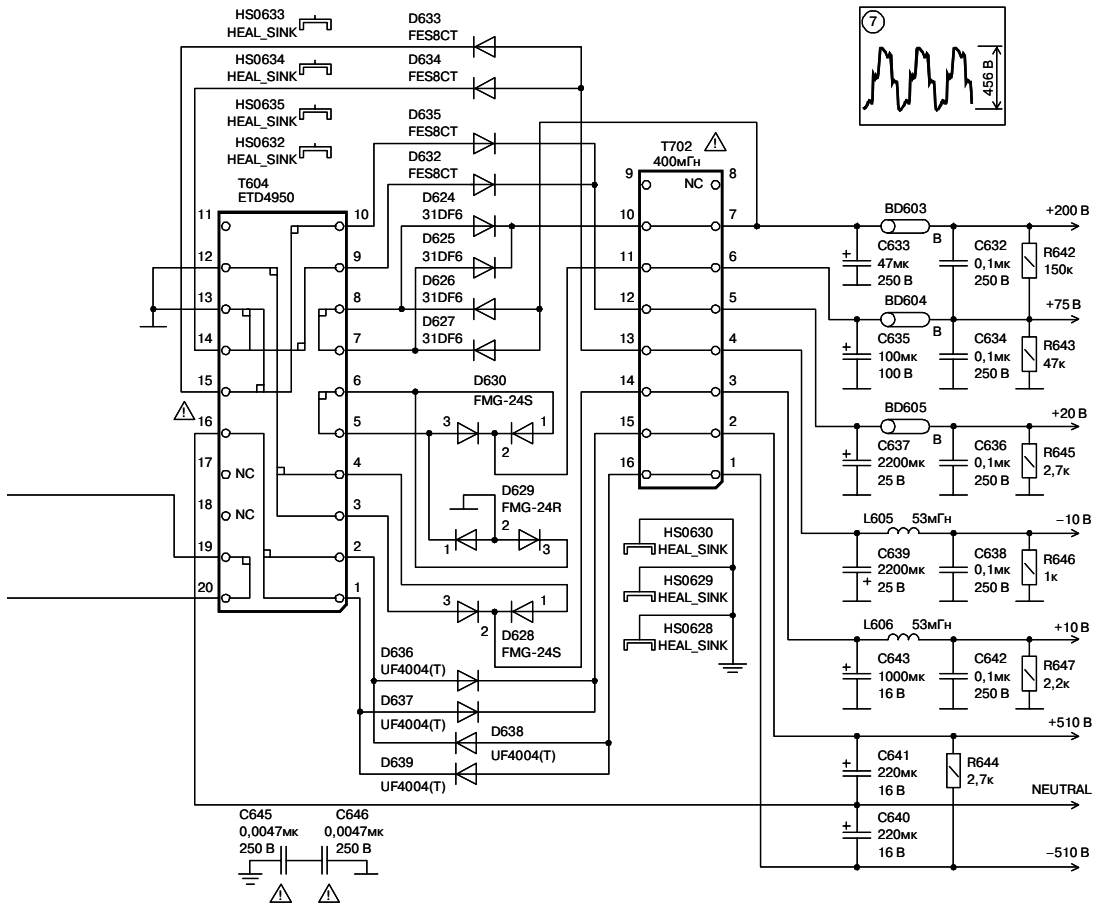 HS0633
HEAL_SINK
HS0634
HEAL_SINK
HS0635
HEAL_SINK
HS0632
HEAL_SINK
D633
FES8CT
D634
FES8CT
D635
FES8CT
D632
FES8CT
D624
31DF6
D625
31DF6
D626
31DF6
D627
31DF6
T604
ETD4950
11
12
13
14
15
16
17
NC
18
NC
19
20
10
9
8
7
6
5
4
3
2
1
D630
FMG-24S
3
1
2
D629
FMG-24R
2
1
3
3
1
2
D628
FMG-24S
D636
UF4004(T)
D637
UF4004(T)
D638
UF4004(T)
D639
UF4004(T)
T702
400мГн
9
NC
8
10
7
11
6
12
5
13
4
14
3
15
2
16
1
HS0630
HEAL_SINK
HS0629
HEAL_SINK
HS0628
HEAL_SINK
7
456 В
BD603
В
+200 В
C633
47мк
250 В
C632
0,1мк
250 В
R642
150к
BD604
В
+75 В
C635
100мк
100 В
C634
0,1мк
250 В
R643
47к
BD605
В
+20 В
C637
2200мк
25 В
C636
0,1мк
250 В
R645
2,7к
L605
53мГн
−10 В
C639
2200мк
25 В
C638
0,1мк
250 В
R646
1к
L606
53мГн
+10 В
C643
1000мк
16 В
C642
0,1мк
250 В
R647
2,2к
+510 В
C641
220мк
16 В
R644
2,7к
NEUTRAL
C640
220мк
16 В
−510 В
C645
0,0047мк
250 В
C646
0,0047мк
250 В